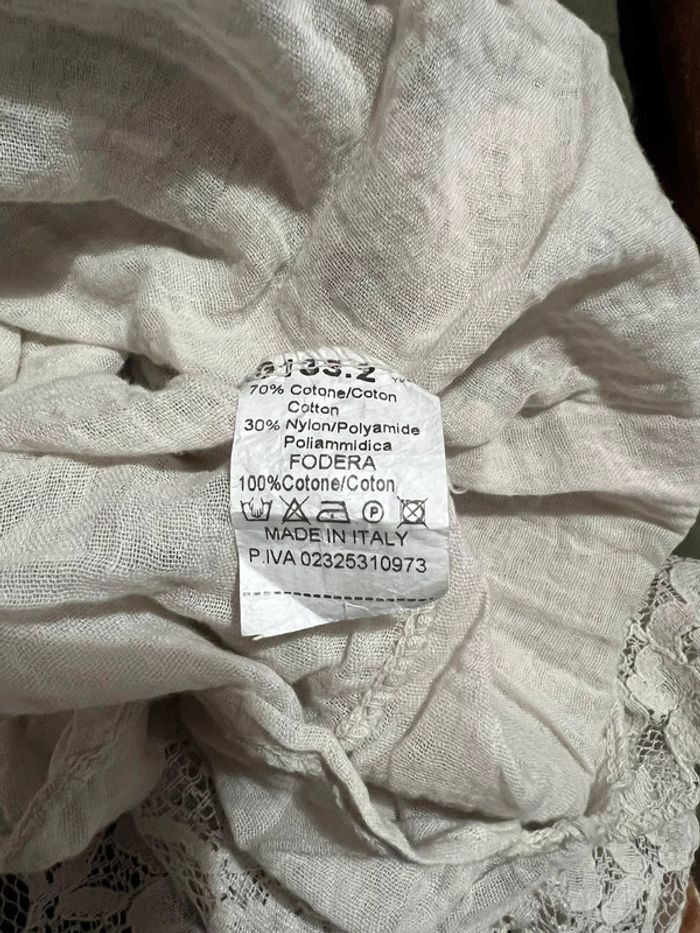 70% Cotone/Coton
Cotton
30% Nylon/Polyamide
Poliammidica
FODERA
100%Cotone/Coton
MADE IN ITALY
P.IVA 02325310973